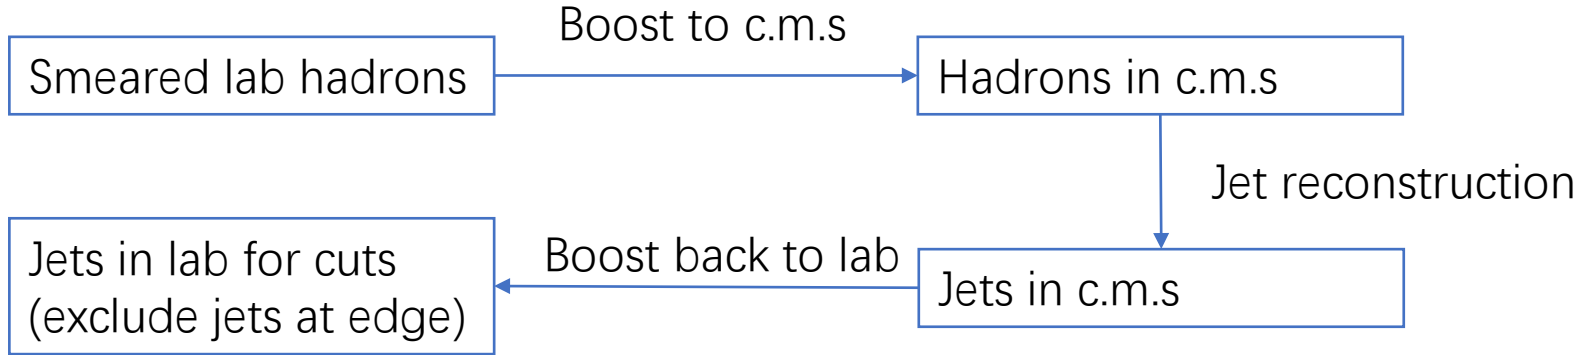 Boost to c.m.s
Smeared lab hadrons
Hadrons in c.m.s
Jet reconstruction
Boost back to lab
Jets in c.m.s
Jets in lab for cuts
(exclude jets at edge)